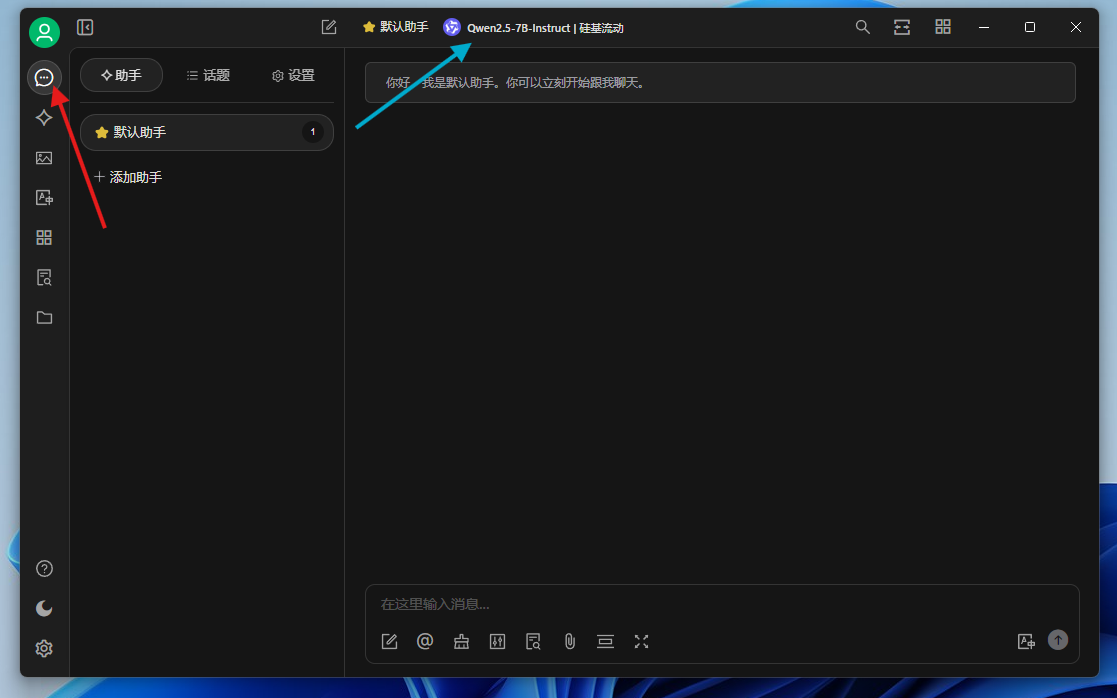 默认助手 Qwen2.5-7B-Instruct | 硅基流动
助手 话题 设置
你好，我是默认助手。你可以立刻开始跟我聊天。
默认助手 1
添加助手
在这里输入消息...